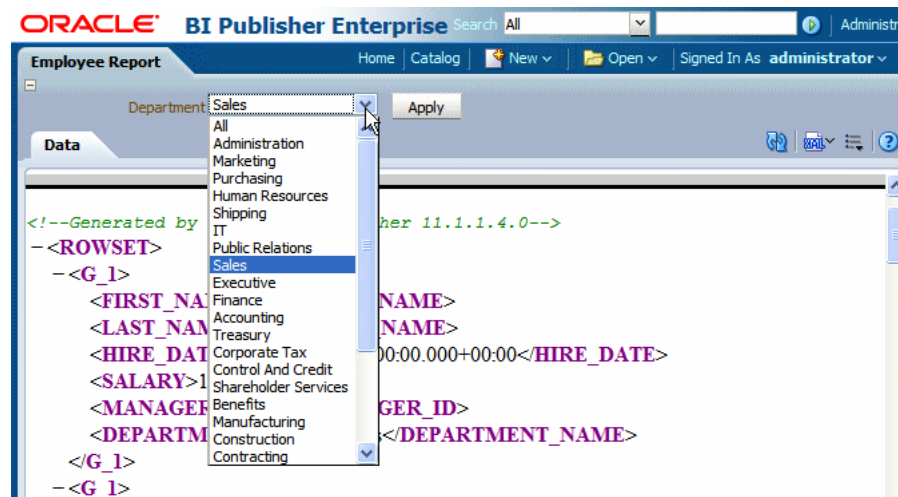 ORACLE BI Publisher Enterprise Search All Administr
Employee Report Home Catalog New Open Signed In As administrator
Department Sales Apply
Data
All
Administration
Marketing
Purchasing
Human Resources
Shipping
IT
Public Relations
Sales
Executive
Finance
Accounting
Treasury
Corporate Tax
Control And Credit
Shareholder Services
Benefits
Manufacturing
Construction
Contracting
<!--Generated by her 11.1.1.4.0-->
−<ROWSET>
−<G_1>
<FIRST_NA NAME>
<LAST_NAM _NAME>
<HIRE_DAT 00:00.000+00:00</HIRE_DATE>
<SALARY>1
<MANAGER GER_ID>
<DEPARTM </DEPARTMENT_NAME>
</G_1>
−<G_1>